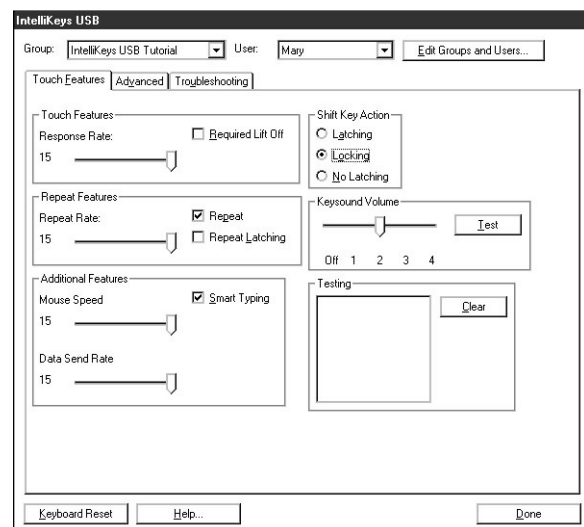 IntelliKeys USB
Group: IntelliKeys USB Tutorial User: Mary Edit Groups and Users...
Touch Features Advanced Troubleshooting
Touch Features
Response Rate: Required Lift Off
15
Shift Key Action
Latching
Locking
No Latching
Repeat Features
Repeat Rate: Repeat
15 Repeat Latching
Keysound Volume
Test
Off 1 2 3 4
Additional Features
Mouse Speed Smart Typing
15
Data Send Rate
15
Testing
Clear
Keyboard Reset Help... Done